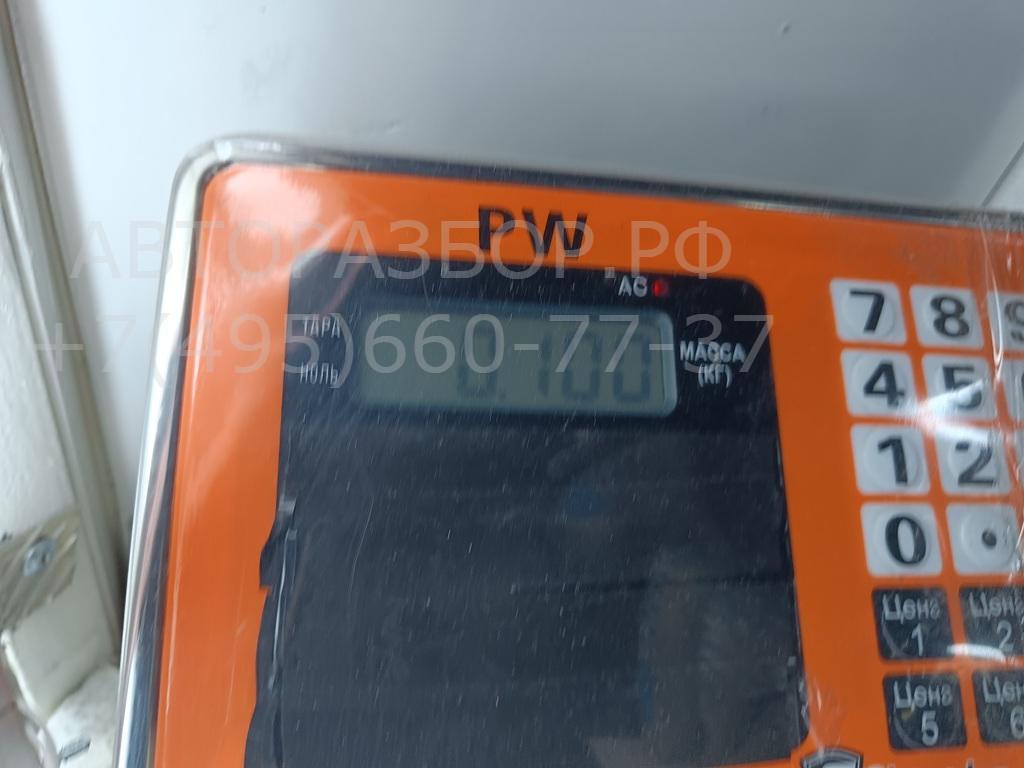 PW
АВТОРАЗБОР.РФ
AC
+7(495)660-77-37
ТАРА
НОЛЬ
0.100
МАССА
(КГ)
7 8 9
4 5
1 2
0 .
Цена 1
Цена 2
Цена 5
Цена 6